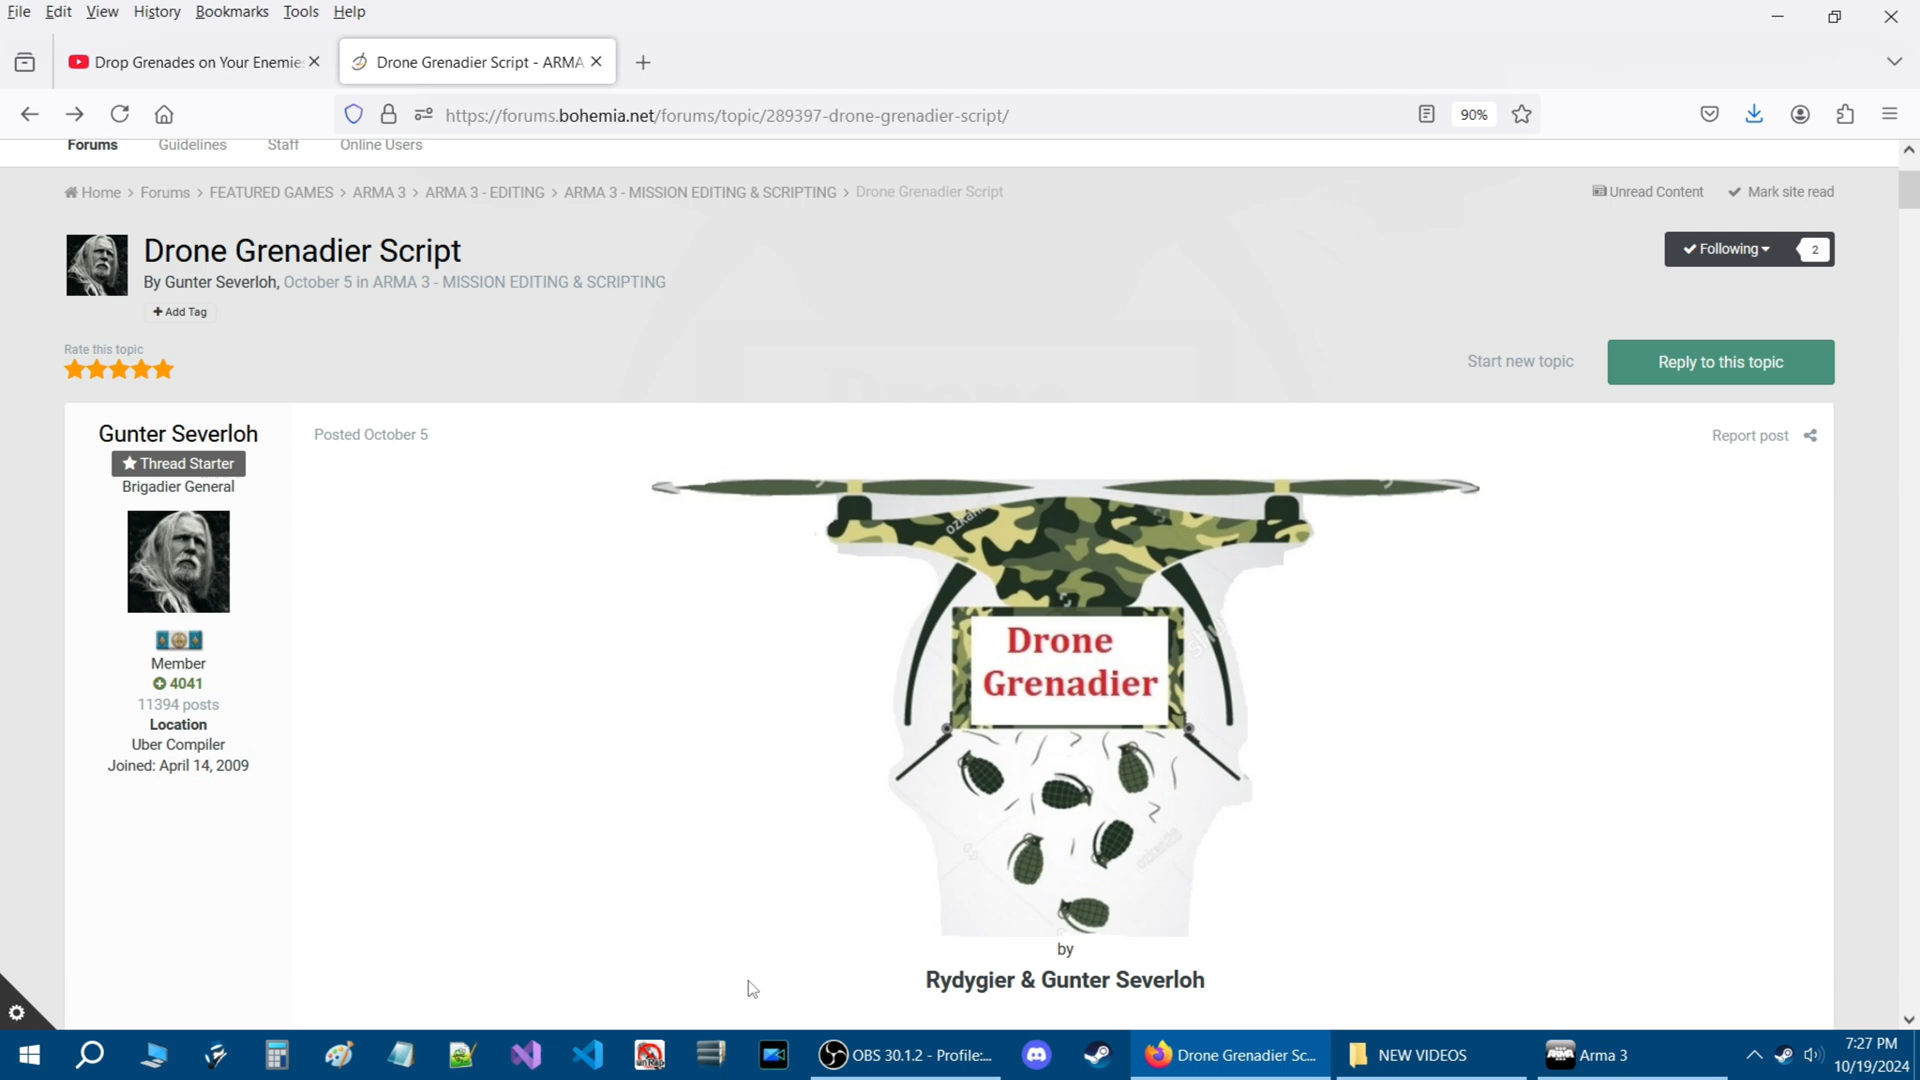 File Edit View History Bookmarks Tools Help
Drop Grenades on Your Enemie
Drone Grenadier Script - ARMA
https://forums.bohemia.net/forums/topic/289397-drone-grenadier-script/
90%
Forums Guidelines Staff Online Users
Home > Forums > FEATURED GAMES > ARMA 3 > ARMA 3 - EDITING > ARMA 3 - MISSION EDITING & SCRIPTING > Drone Grenadier Script
Unread Content Mark site read
Drone Grenadier Script
Following 2
By Gunter Severloh, October 5 in ARMA 3 - MISSION EDITING & SCRIPTING
+ Add Tag
Rate this topic
Start new topic Reply to this topic
Gunter Severloh
Thread Starter
Brigadier General
Member
4041
11394 posts
Location
Uber Compiler
Joined: April 14, 2009
Posted October 5
Report post
Drone
Grenadier
by
Rydygier & Gunter Severloh
OBS 30.1.2 - Profile:...
Drone Grenadier Sc...
NEW VIDEOS
Arma 3
7:27 PM
10/19/2024